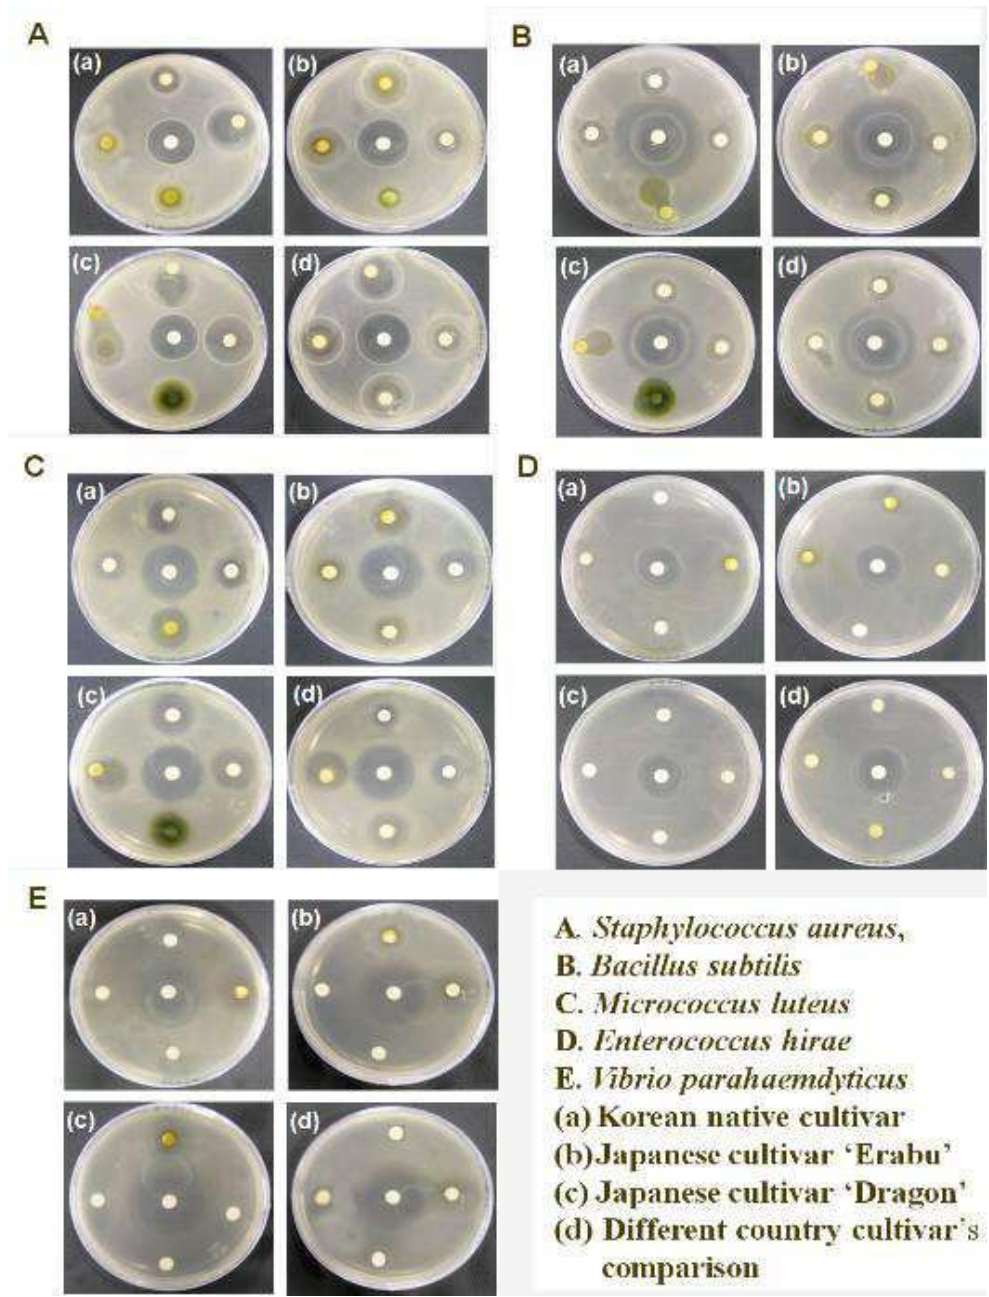 A
(a)
(b)
(c)
(d)
B
(a)
(b)
(c)
(d)
C
(a)
(b)
(c)
(d)
D
(a)
(b)
(c)
(d)
d
E
(a)
(b)
(c)
(d)
A. Staphylococcus aureus,
B. Bacillus subtilis
C. Micrococcus luteus
D. Enterococcus hirae
E. Vibrio parahaemdyticus
(a) Korean native cultivar
(b) Japanese cultivar ‘Erabu’
(c) Japanese cultivar ‘Dragon’
(d) Different country cultivar’s
comparison